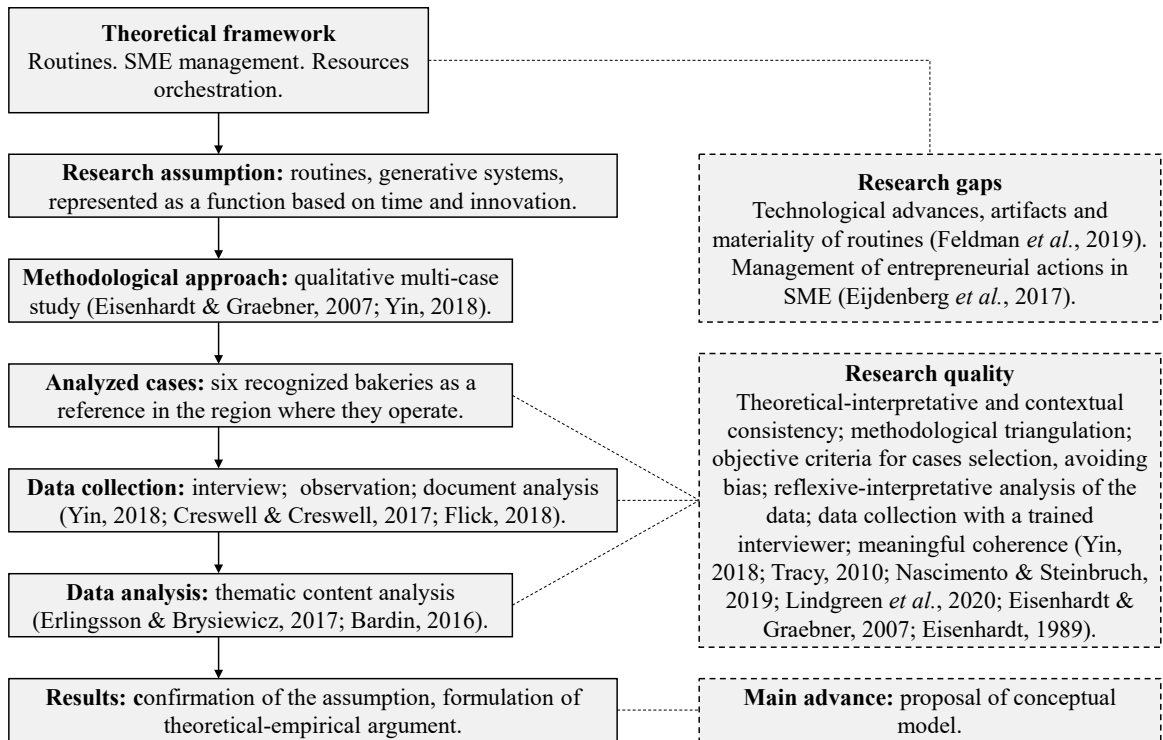 Theoretical framework
Routines. SME management. Resources
orchestration.
Research assumption: routines, generative systems,
represented as a function based on time and innovation.
Methodological approach: qualitative multi-case
study (Eisenhardt & Graebner, 2007; Yin, 2018).
Analyzed cases: six recognized bakeries as a
reference in the region where they operate.
Data collection: interview; observation; document analysis
(Yin, 2018; Creswell & Creswell, 2017; Flick, 2018).
Data analysis: thematic content analysis
(Erlingsson & Brysiewicz, 2017; Bardin, 2016).
Results: confirmation of the assumption, formulation of
theoretical-empirical argument.
Research gaps
Technological advances, artifacts and
materiality of routines (Feldman et al., 2019).
Management of entrepreneurial actions in
SME (Eijdenberg et al., 2017).
Research quality
Theoretical-interpretative and contextual
consistency; methodological triangulation;
objective criteria for cases selection, avoiding
bias; reflexive-interpretative analysis of the
data; data collection with a trained
interviewer; meaningful coherence (Yin,
2018; Tracy, 2010; Nascimento & Steinbruch,
2019; Lindgreen et al., 2020; Eisenhardt &
Graebner, 2007; Eisenhardt, 1989).
Main advance: proposal of conceptual
model.